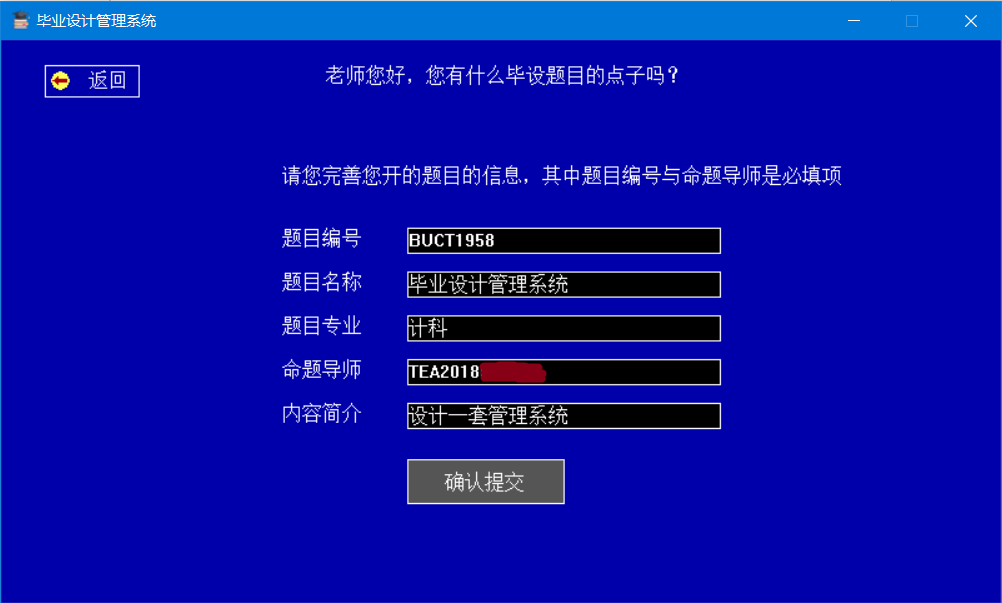 毕业设计管理系统
返回
老师您好，您有什么毕设题目的点子吗？
请您完善您开的题目的信息，其中题目编号与命题导师是必填项
题目编号 BUCT1958
题目名称 毕业设计管理系统
题目专业 计科
命题导师 TEA2018
内容简介 设计一套管理系统
确认提交